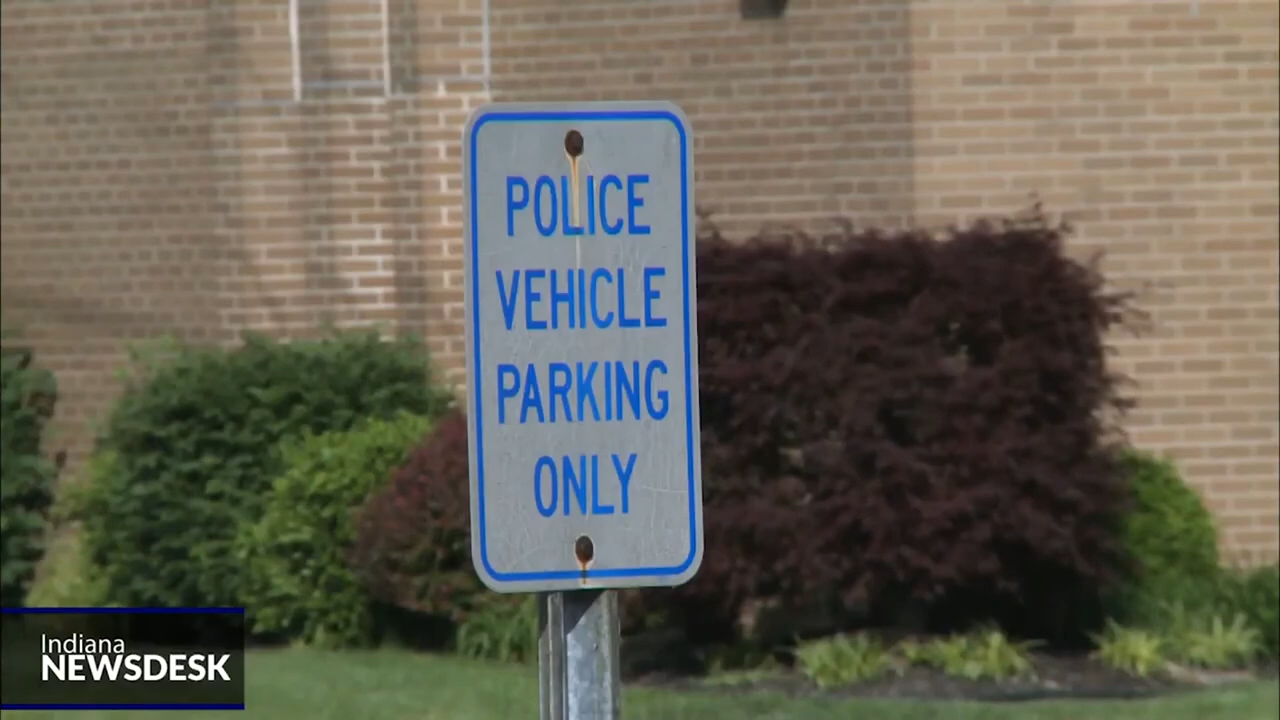 POLICE
VEHICLE
PARKING
ONLY
Indiana
NEWSDESK